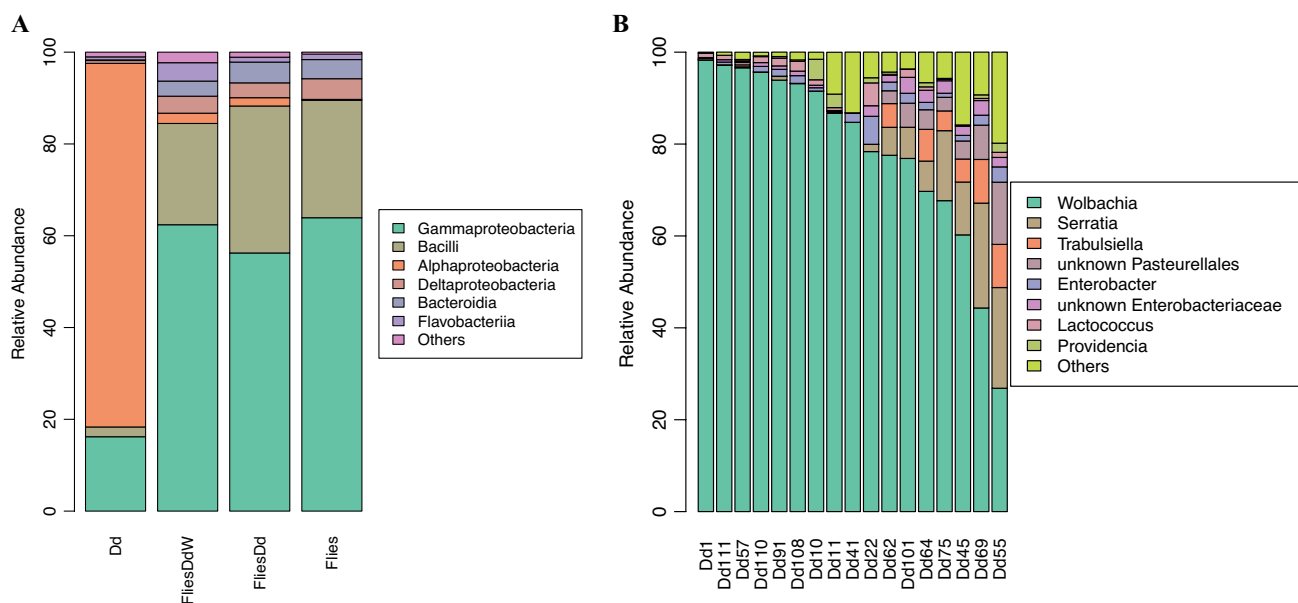 A
Relative Abundance
0
20
40
60
80
100
Dd
FliesDdW
FliesDd
Flies
Gammaproteobacteria
Bacilli
Alphaproteobacteria
Deltaproteobacteria
Bacteroidia
Flavobacteriia
Others
B
Relative Abundance
0
20
40
60
80
100
Dd1
Dd111
Dd57
Dd110
Dd91
Dd108
Dd10
Dd11
Dd41
Dd22
Dd62
Dd101
Dd64
Dd75
Dd45
Dd69
Dd55
Wolbachia
Serratia
Trabulsiella
unknown Pasteurellales
Enterobacter
unknown Enterobacteriaceae
Lactococcus
Providencia
Others